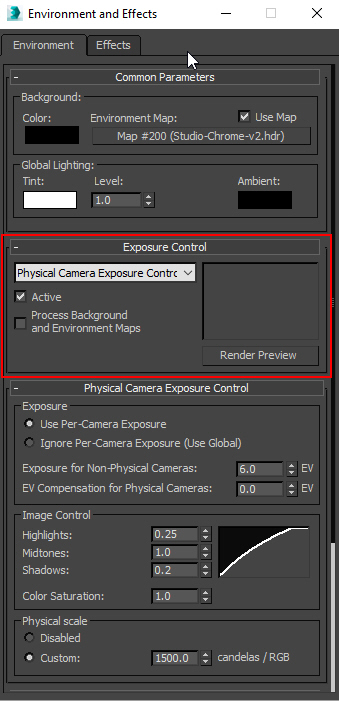 Environment and Effects
Environment Effects
- Common Parameters
Background:
Color: Environment Map: Use Map
Map #200 (Studio-Chrome-v2.hdr)
Global Lighting:
Tint: Level: Ambient:
1.0
- Exposure Control
Physical Camera Exposure Contrc
Active
Process Background
and Environment Maps
Render Preview
- Physical Camera Exposure Control
Exposure
Use Per-Camera Exposure
Ignore Per-Camera Exposure (Use Global)
Exposure for Non-Physical Cameras: 6.0 EV
EV Compensation for Physical Cameras: 0.0 EV
Image Control
Highlights: 0.25
Midtones: 1.0
Shadows: 0.2
Color Saturation: 1.0
Physical scale
Disabled
Custom: 1500.0 candelas / RGB